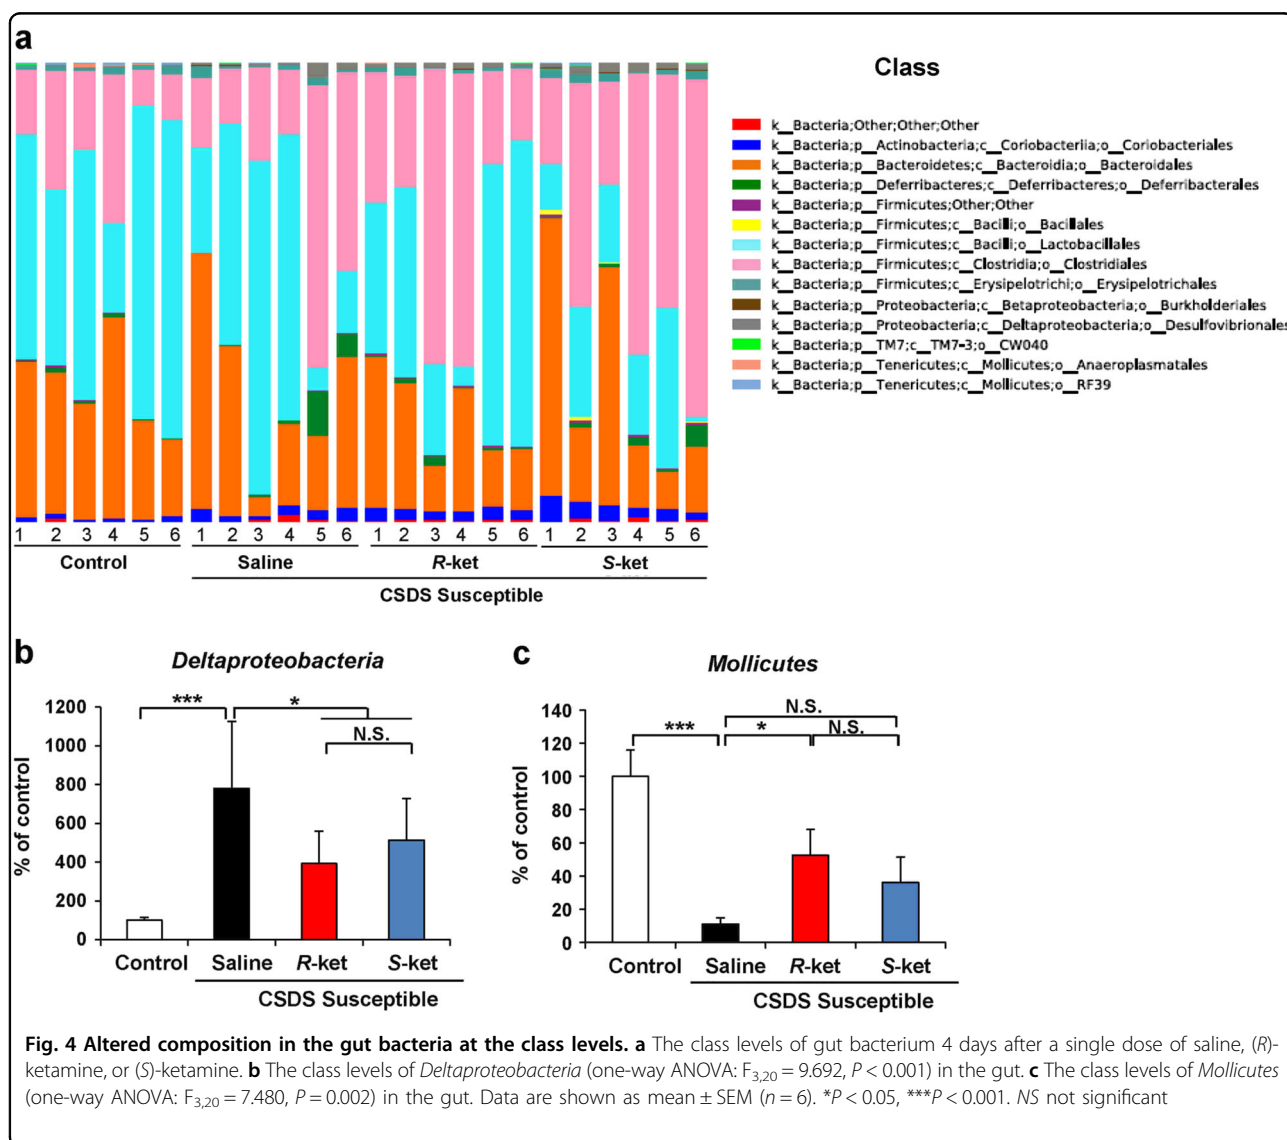 a
Class
k__Bacteria;Other;Other;Other
k__Bacteria;p__Actinobacteria;c__Coriobacteriia;o__Coriobacteriales
k__Bacteria;p__Bacteroidetes;c__Bacteroidia;o__Bacteroidales
k__Bacteria;p__Deferribacteres;c__Deferribacteres;o__Deferribacterales
k__Bacteria;p__Firmicutes;Other;Other
k__Bacteria;p__Firmicutes;c__Bacilli;o__Bacillales
k__Bacteria;p__Firmicutes;c__Bacilli;o__Lactobacillales
k__Bacteria;p__Firmicutes;c__Clostridia;o__Clostridiales
k__Bacteria;p__Firmicutes;c__Erysipelotrichi;o__Erysipelotrichales
k__Bacteria;p__Proteobacteria;c__Betaproteobacteria;o__Burkholderiales
k__Bacteria;p__Proteobacteria;c__Deltaproteobacteria;o__Desulfovibrionales
k__Bacteria;p__TM7;c__TM7-3;o__CW040
k__Bacteria;p__Tenericutes;c__Mollicutes;o__Anaeroplasmatales
k__Bacteria;p__Tenericutes;c__Mollicutes;o__RF39
1 2 3 4 5 6 1 2 3 4 5 6 1 2 3 4 5 6 1 2 3 4 5 6
Control Saline R-ket S-ket
CSDS Susceptible
b
Deltaproteobacteria
% of control
1200
1000
800
600
400
200
0
*** *
N.S.
Control Saline R-ket S-ket
CSDS Susceptible
c
Mollicutes
% of control
140
120
100
80
60
40
20
0
N.S.
*** * N.S.
Control Saline R-ket S-ket
CSDS Susceptible
Fig. 4 Altered composition in the gut bacteria at the class levels. a The class levels of gut bacterium 4 days after a single dose of saline, (R)-
ketamine, or (S)-ketamine. b The class levels of Deltaproteobacteria (one-way ANOVA: F3,20 = 9.692, P < 0.001) in the gut. c The class levels of Mollicutes
(one-way ANOVA: F3,20 = 7.480, P = 0.002) in the gut. Data are shown as mean ± SEM (n = 6). *P < 0.05, ***P < 0.001. NS not significant